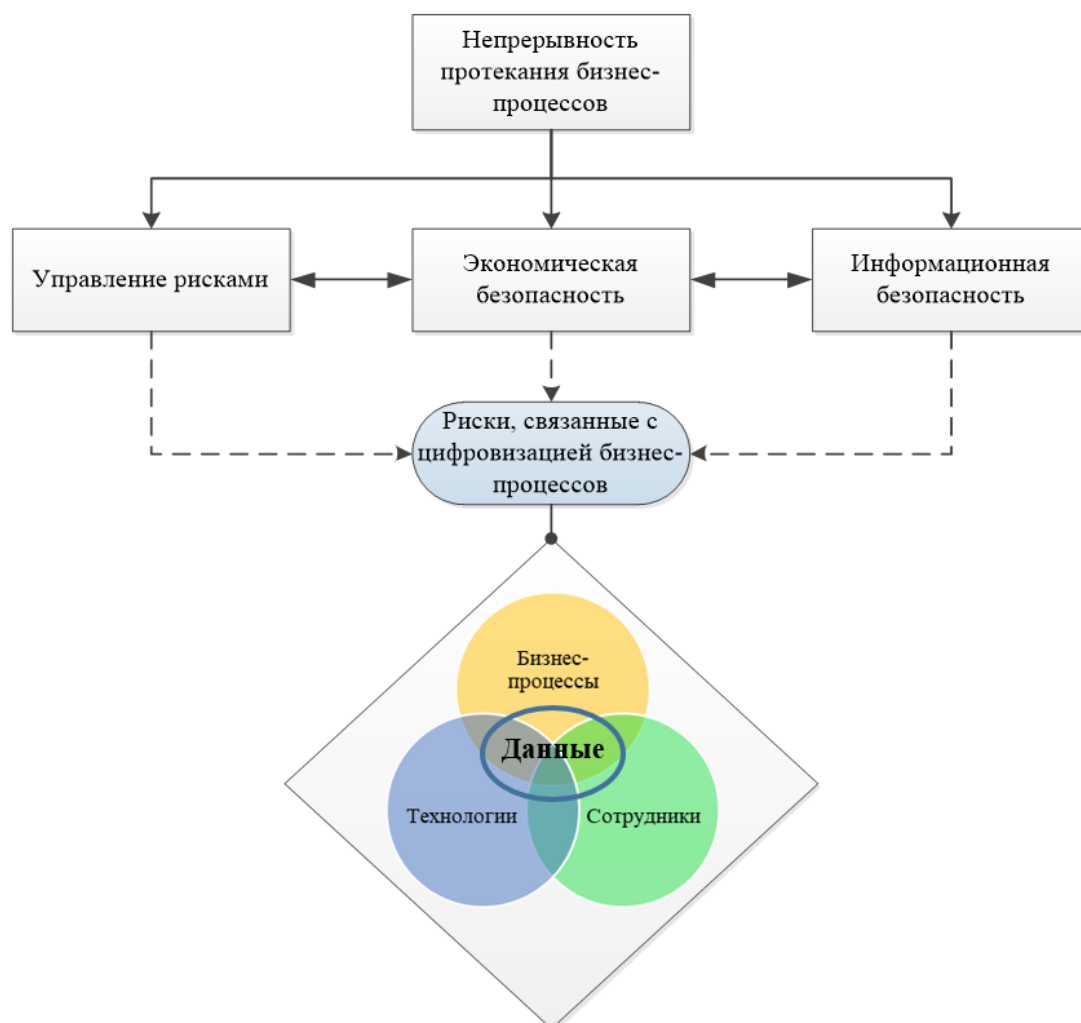 Непрерывность
протекания бизнес-
процессов
Управление рисками
Экономическая
безопасность
Информационная
безопасность
Риски, связанные с
цифровизацией бизнес-
процессов
Бизнес-
процессы
Данные
Технологии
Сотрудники